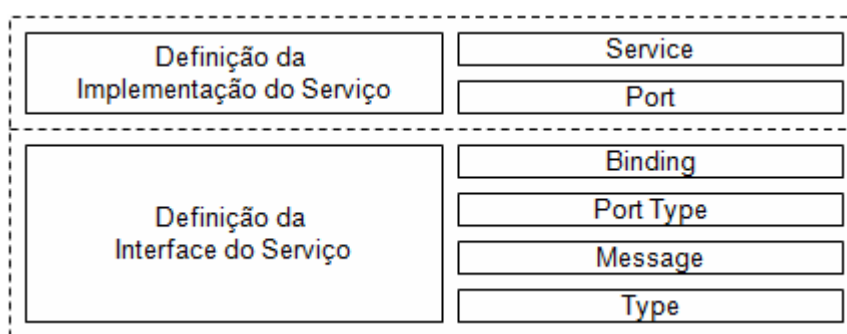 Definição da
Implementação do Serviço
Service
Port
Definição da
Interface do Serviço
Binding
Port Type
Message
Type